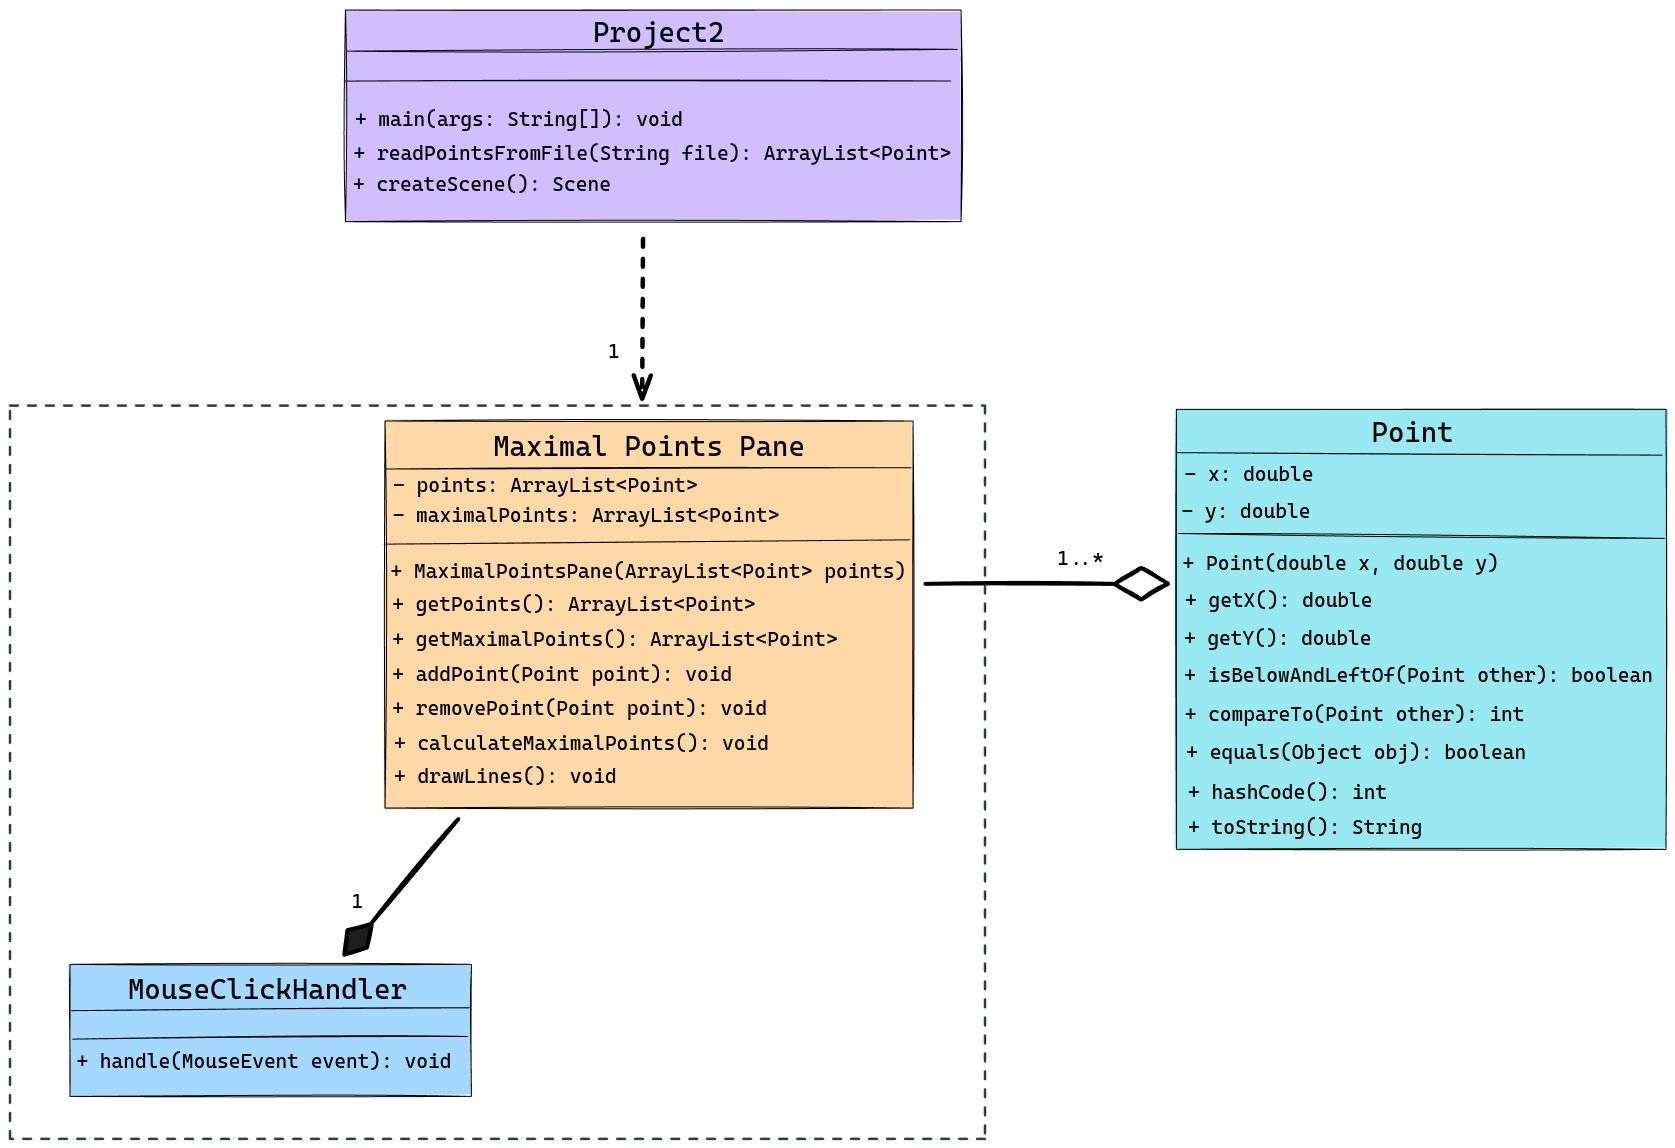 Project2
+ main(args: String[]): void
+ readPointsFromFile(String file): ArrayList<Point>
+ createScene(): Scene
1
Maximal Points Pane
- points: ArrayList<Point>
- maximalPoints: ArrayList<Point>
+ MaximalPointsPane(ArrayList<Point> points)
+ getPoints(): ArrayList<Point>
+ getMaximalPoints(): ArrayList<Point>
+ addPoint(Point point): void
+ removePoint(Point point): void
+ calculateMaximalPoints(): void
+ drawLines(): void
1..*
Point
- x: double
- y: double
+ Point(double x, double y)
+ getX(): double
+ getY(): double
+ isBelowAndLeftOf(Point other): boolean
+ compareTo(Point other): int
+ equals(Object obj): boolean
+ hashCode(): int
+ toString(): String
1
MouseClickHandler
+ handle(MouseEvent event): void